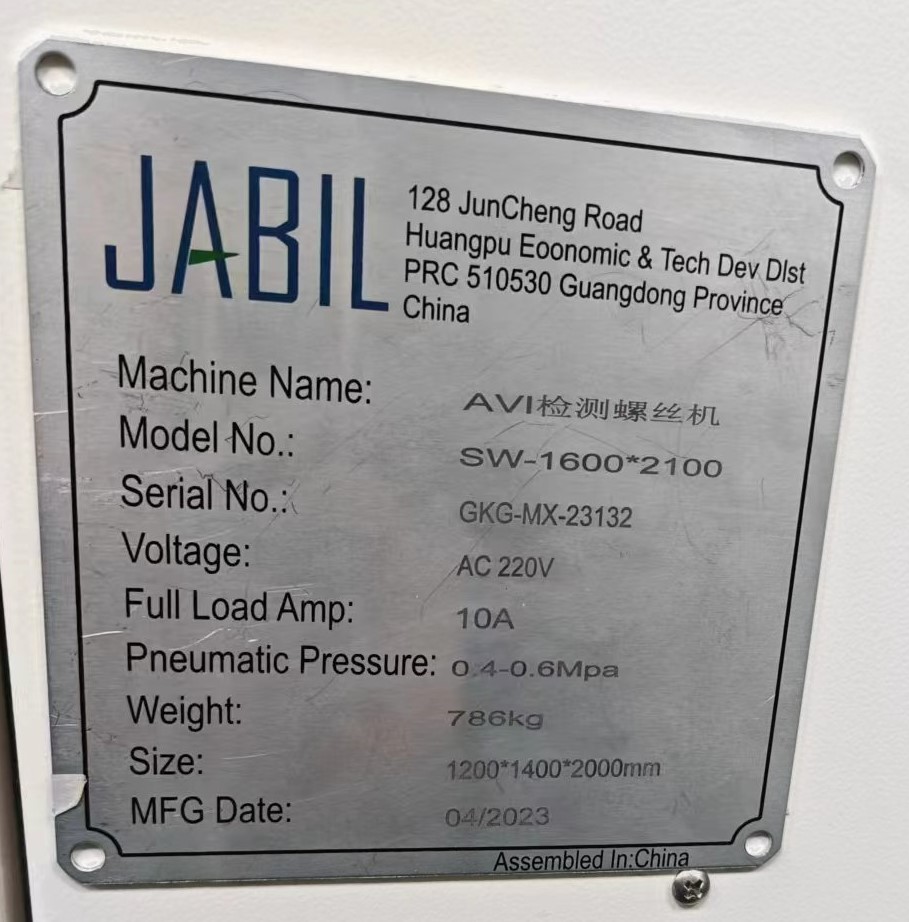 JABIL
128 JunCheng Road
Huangpu Eoonomic & Tech Dev DIst
PRC 510530 Guangdong Province
China
Machine Name: AVI检测螺丝机
Model No.: SW-1600*2100
Serial No.: GKG-MX-23132
Voltage: AC 220V
Full Load Amp: 10A
Pneumatic Pressure: 0.4-0.6Mpa
Weight: 786kg
Size: 1200*1400*2000mm
MFG Date: 04/2023
Assembled In:China